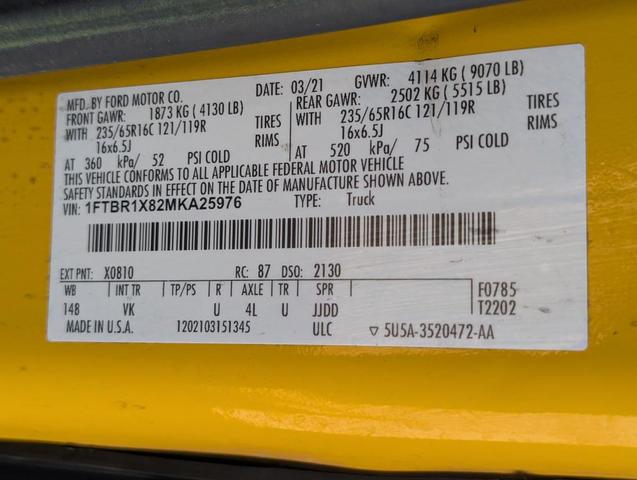 MFD. BY FORD MOTOR CO. DATE: 03/21 GVWR: 4114 KG ( 9070 LB)
FRONT GAWR: 1873 KG ( 4130 LB) REAR GAWR: 2502 KG ( 5515 LB)
WITH 235/65R16C 121/119R TIRES WITH 235/65R16C 121/119R TIRES
16x6.5J RIMS 16x6.5J RIMS
AT 360 kPa/ 52 PSI COLD AT 520 kPa/ 75 PSI COLD
THIS VEHICLE CONFORMS TO ALL APPLICABLE FEDERAL MOTOR VEHICLE
SAFETY STANDARDS IN EFFECT ON THE DATE OF MANUFACTURE SHOWN ABOVE.
VIN: 1FTBR1X82MKA25976 TYPE: Truck
EXT PNT: X0810 RC: 87 DSO: 2130
WB INT TR TP/PS R AXLE TR SPR F0785
148 VK U 4L U JJDD T2202
MADE IN U.S.A. 1202103151345 ULC ▽ 5U5A-3520472-AA